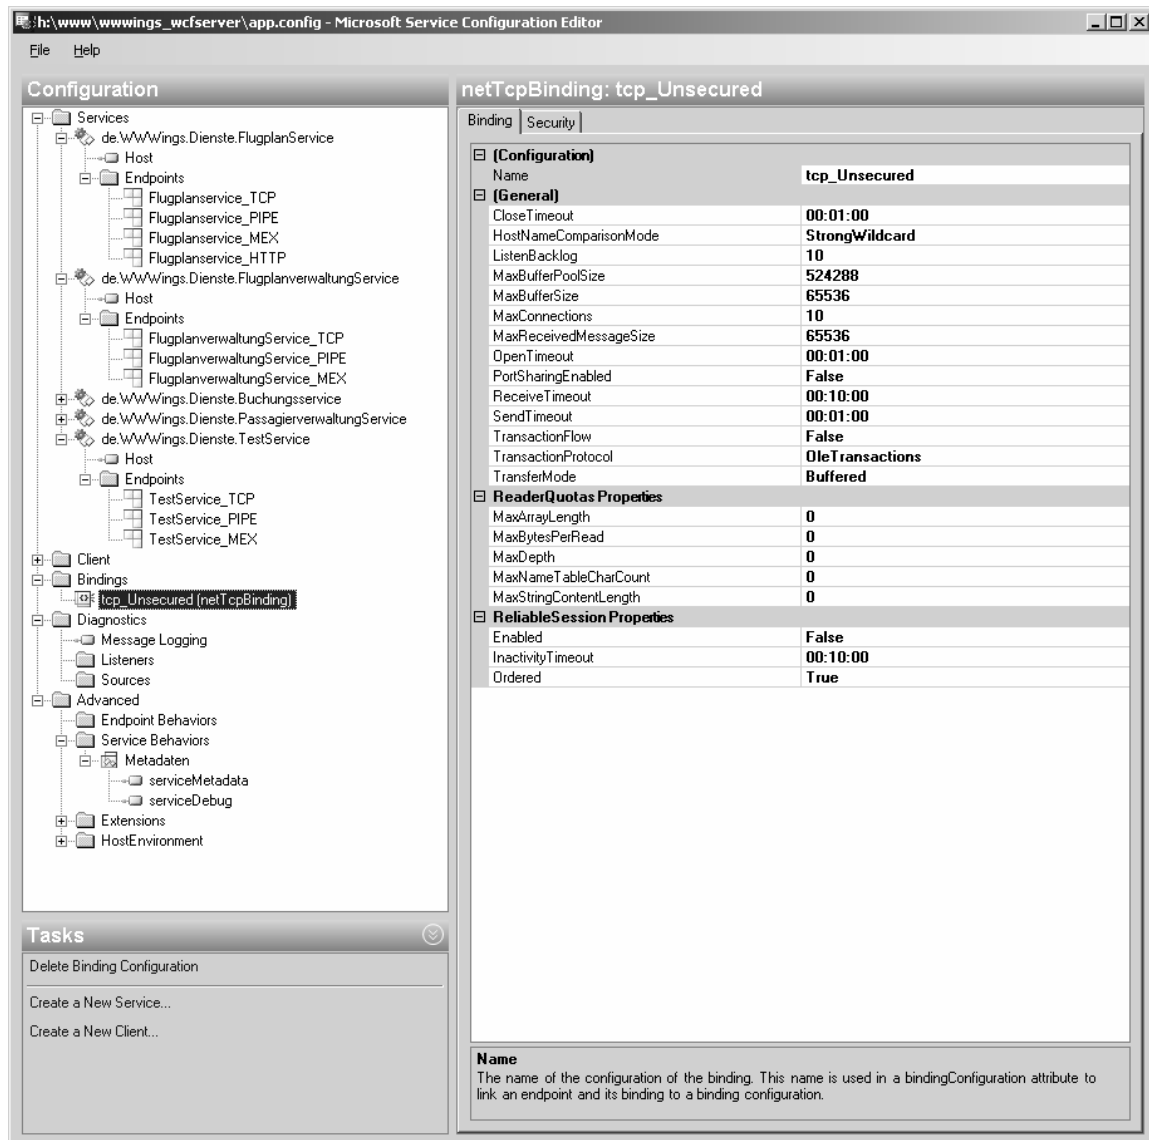 h:\www\wwwings_wcfserver\app.config - Microsoft Service Configuration Editor
File Help
Configuration
Services
de.WWWings.Dienste.FlugplanService
Host
Endpoints
Flugplanservice_TCP
Flugplanservice_PIPE
Flugplanservice_MEX
Flugplanservice_HTTP
de.WWWings.Dienste.FlugplanverwaltungService
Host
Endpoints
FlugplanverwaltungService_TCP
FlugplanverwaltungService_PIPE
FlugplanverwaltungService_MEX
de.WWWings.Dienste.Buchungsservice
de.WWWings.Dienste.PassagierverwaltungService
de.WWWings.Dienste.TestService
Host
Endpoints
TestService_TCP
TestService_PIPE
TestService_MEX
Client
Bindings
tcp_Unsecured (netTcpBinding)
Diagnostics
Message Logging
Listeners
Sources
Advanced
Endpoint Behaviors
Service Behaviors
Metadaten
serviceMetadata
serviceDebug
Extensions
HostEnvironment
Tasks
Delete Binding Configuration
Create a New Service...
Create a New Client...
netTcpBinding: tcp_Unsecured
Binding Security
(Configuration)
Name tcp_Unsecured
(General)
CloseTimeout 00:01:00
HostNameComparisonMode StrongWildcard
ListenBacklog 10
MaxBufferPoolSize 524288
MaxBufferSize 65536
MaxConnections 10
MaxReceivedMessageSize 65536
OpenTimeout 00:01:00
PortSharingEnabled False
ReceiveTimeout 00:10:00
SendTimeout 00:01:00
TransactionFlow False
TransactionProtocol OleTransactions
TransferMode Buffered
ReaderQuotas Properties
MaxArrayLength 0
MaxBytesPerRead 0
MaxDepth 0
MaxNameTableCharCount 0
MaxStringContentLength 0
ReliableSession Properties
Enabled False
InactivityTimeout 00:10:00
Ordered True
Name
The name of the configuration of the binding. This name is used in a bindingConfiguration attribute to
link an endpoint and its binding to a binding configuration.